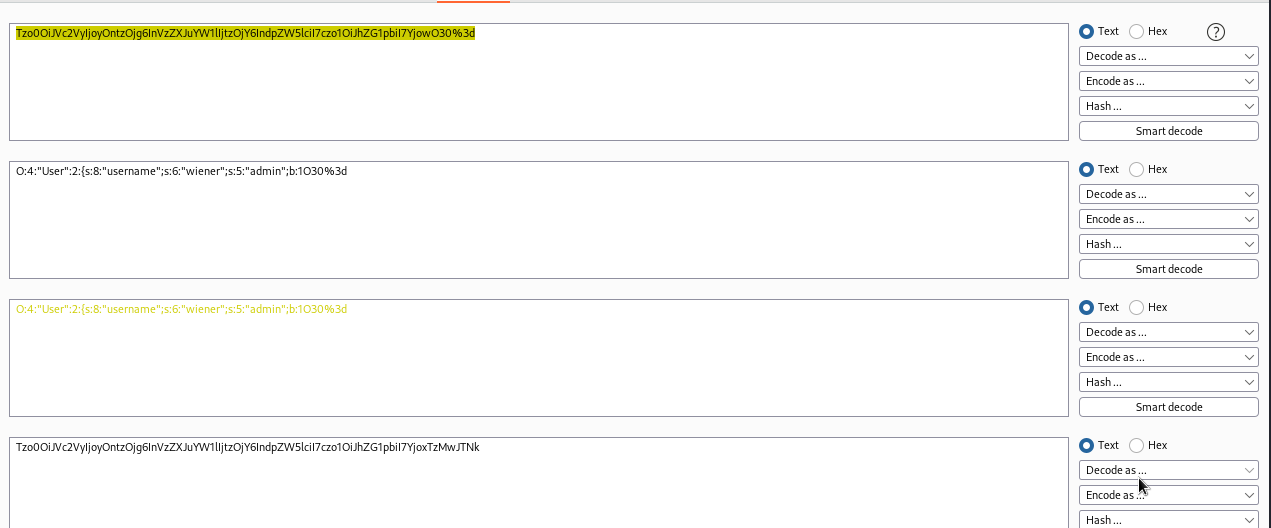 Tzo0OiJVc2VyIjoyOntzOjg6InVzZXJuYW1lIjtzOjY6IndpZW5lciI7czo1OiJhZG1pbiI7YjowO30%3d
Text Hex ?
Decode as ...
Encode as ...
Hash ...
Smart decode
O:4:"User":2:{s:8:"username";s:6:"wiener";s:5:"admin";b:1O30%3d
Text Hex
Decode as ...
Encode as ...
Hash ...
Smart decode
O:4:"User":2:{s:8:"username";s:6:"wiener";s:5:"admin";b:1O30%3d
Text Hex
Decode as ...
Encode as ...
Hash ...
Smart decode
Tzo0OiJVc2VyIjoyOntzOjg6InVzZXJuYW1lIjtzOjY6IndpZW5lciI7czo1OiJhZG1pbiI7YjoxTzMwJTNk
Text Hex
Decode as ...
Encode as ...
Hash ...